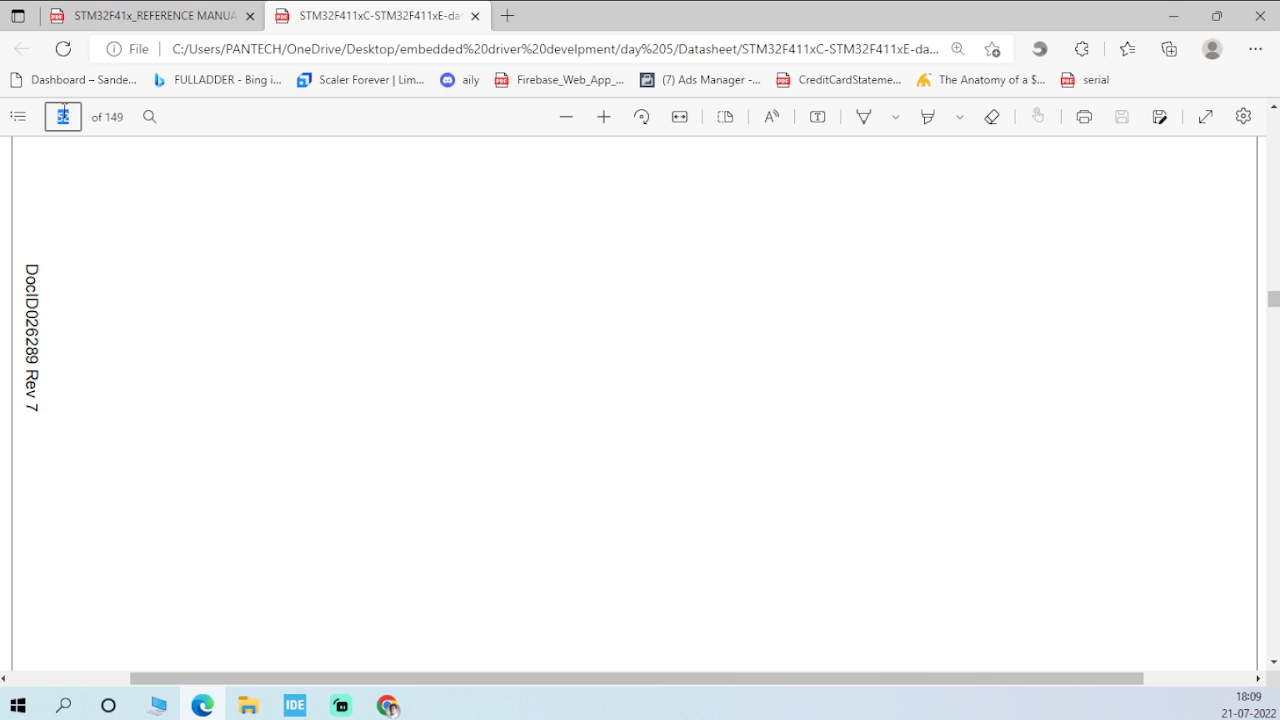 STM32F41x_REFERENCE MANUA
STM32F411xC-STM32F411xE-da
File
C:/Users/PANTECH/OneDrive/Desktop/embedded%20driver%20develpment/day%205/Datasheet/STM32F411xC-STM32F411xE-da...
Dashboard – Sande...
FULLADDER - Bing i...
Scaler Forever | Lim...
aily
Firebase_Web_App_...
(7) Ads Manager -...
CreditCardStateme...
The Anatomy of a $...
serial
of 149
DocID026289 Rev 7
IDE
18:09
21-07-2022